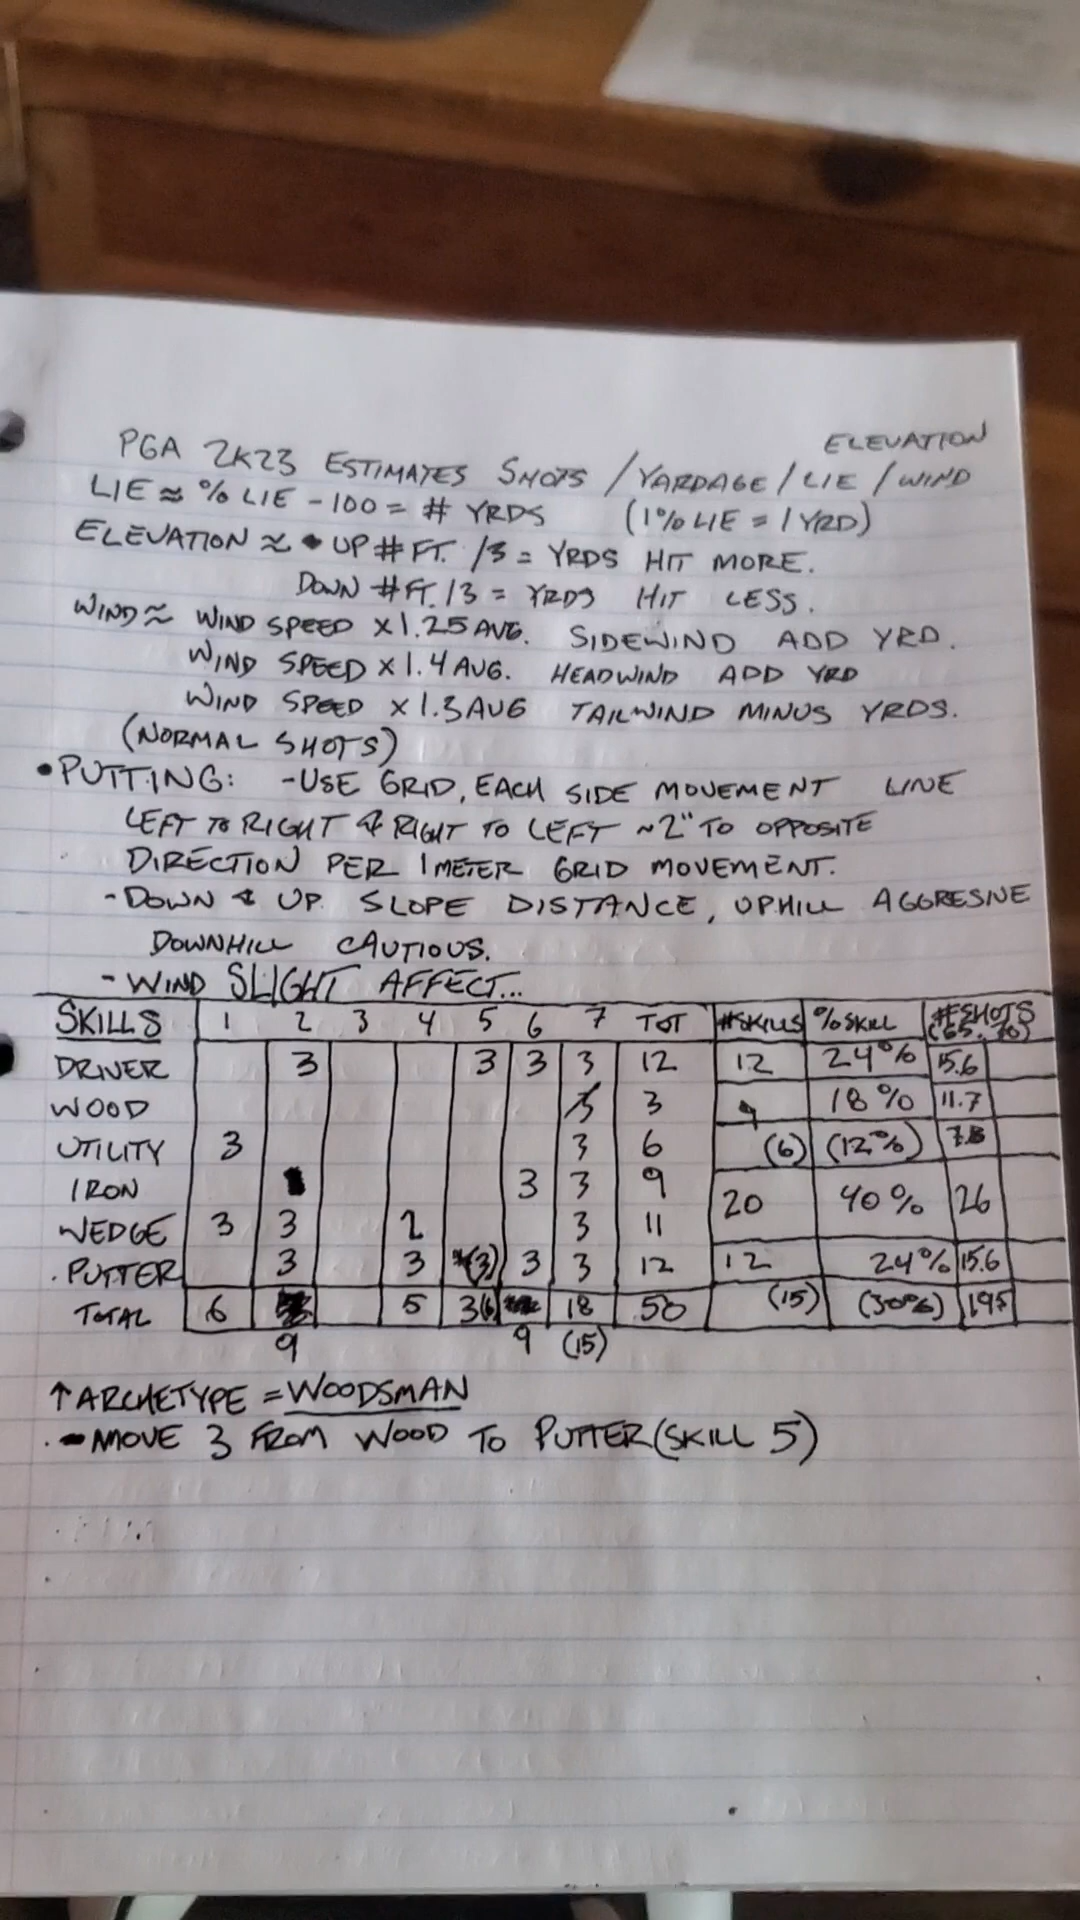 ELEVATION
PGA 2K23 ESTIMATES SHOTS /YARDAGE/LIE/WIND
LIE ≈ % LIE - 100 = # YRDS (1% LIE = 1 YRD)
ELEVATION ≈ UP # FT. /3 = YRDS HIT MORE.
DOWN # FT. /3 = YRDS HIT LESS.
WIND ≈ WIND SPEED X1.25 AVG. SIDEWIND ADD YRD.
WIND SPEED X 1.4 AVG. HEADWIND ADD YRD
WIND SPEED X1.3 AVG TAILWIND MINUS YRDS.
(NORMAL SHOTS)
• PUTTING: - USE GRID, EACH SIDE MOVEMENT LINE
LEFT TO RIGHT & RIGHT TO LEFT ~2" TO OPPOSITE
DIRECTION PER 1 METER GRID MOVEMENT.
- DOWN & UP SLOPE DISTANCE, UPHILL AGGRESIVE
DOWNHILL CAUTIOUS.
- WIND SLIGHT AFFECT...
SKILLS 1 2 3 4 5 6 7 TOT #SKILLS % SKILL #SHOTS
DRIVER 3 3 3 3 12 12 24% 15.6
WOOD 3 3 18% 11.7
UTILITY 3 3 6 (6) (12%) 7.8
IRON 3 3 9 20 40% 26
WEDGE 3 3 2 3 11
PUTTER 3 3 (3) 3 3 12 12 24% 15.6
TOTAL 6 5 3 18 50 (15) (30%) 19.5
9 9 (15)
↑ ARCHETYPE = WOODSMAN
- MOVE 3 FROM WOOD TO PUTTER (SKILL 5)